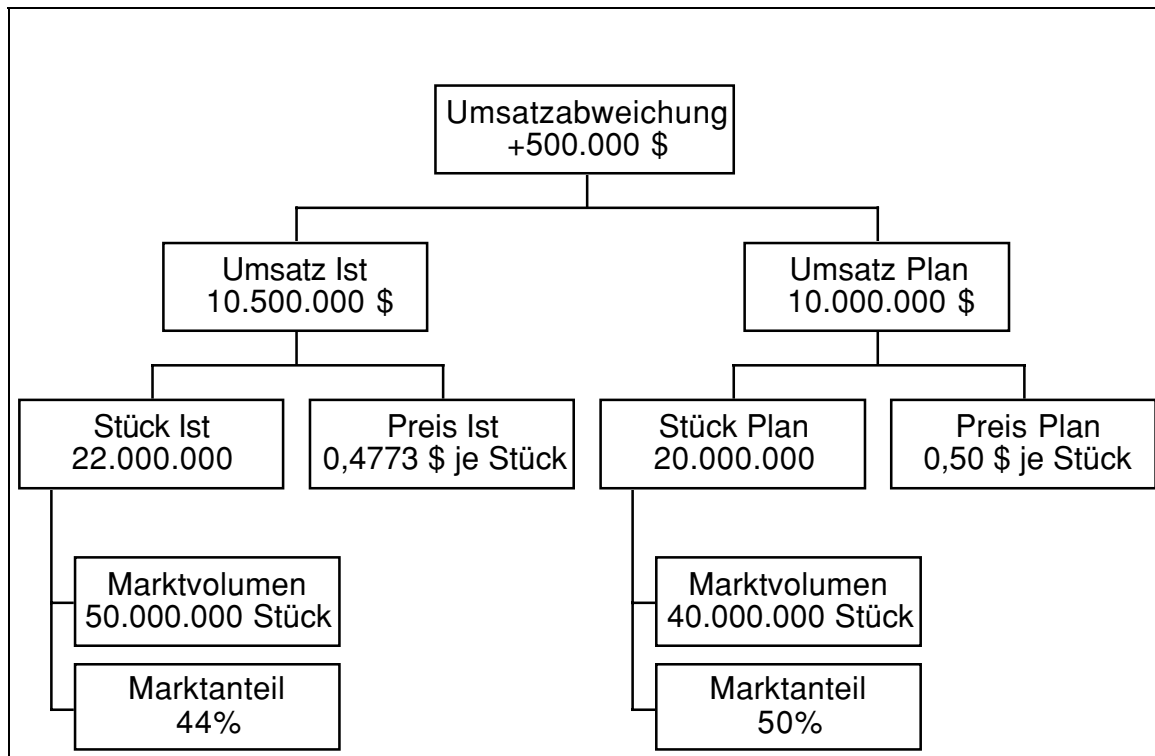 Umsatzabweichung
+500.000 $
Umsatz Ist
10.500.000 $
Umsatz Plan
10.000.000 $
Stück Ist
22.000.000
Preis Ist
0,4773 $ je Stück
Stück Plan
20.000.000
Preis Plan
0,50 $ je Stück
Marktvolumen
50.000.000 Stück
Marktvolumen
40.000.000 Stück
Marktanteil
44%
Marktanteil
50%